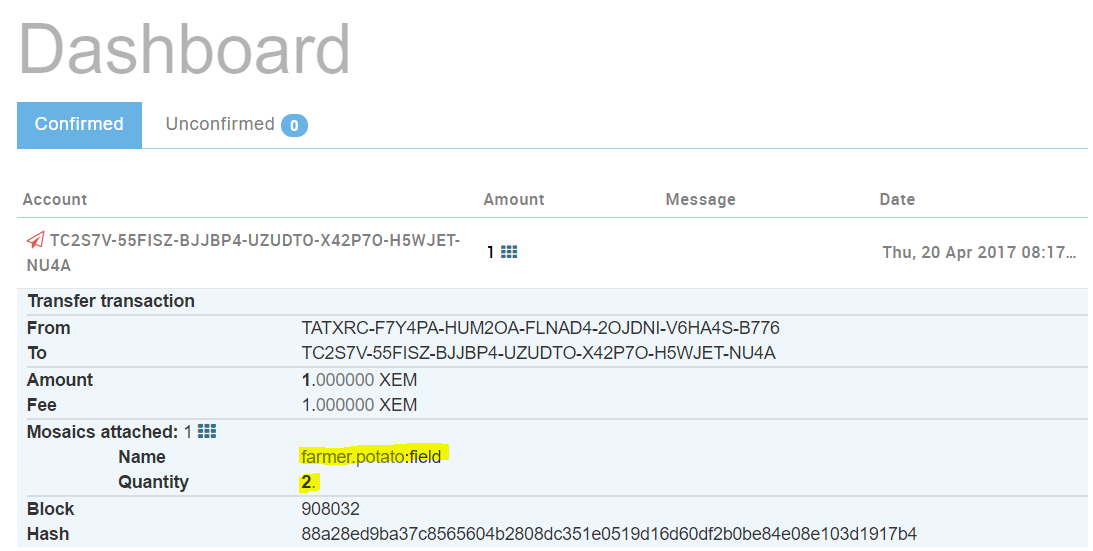 Dashboard
Confirmed Unconfirmed 0
Account Amount Message Date
TC2S7V-55FISZ-BJJBP4-UZUDTO-X42P7O-H5WJET-
NU4A 1 Thu, 20 Apr 2017 08:17…
Transfer transaction
From TATXRC-F7Y4PA-HUM2OA-FLNAD4-2OJDNI-V6HA4S-B776
To TC2S7V-55FISZ-BJJBP4-UZUDTO-X42P7O-H5WJET-NU4A
Amount 1.000000 XEM
Fee 1.000000 XEM
Mosaics attached: 1
Name farmer.potato:field
Quantity 2.
Block 908032
Hash 88a28ed9ba37c8565604b2808dc351e0519d16d60df2b0be84e08e103d1917b4